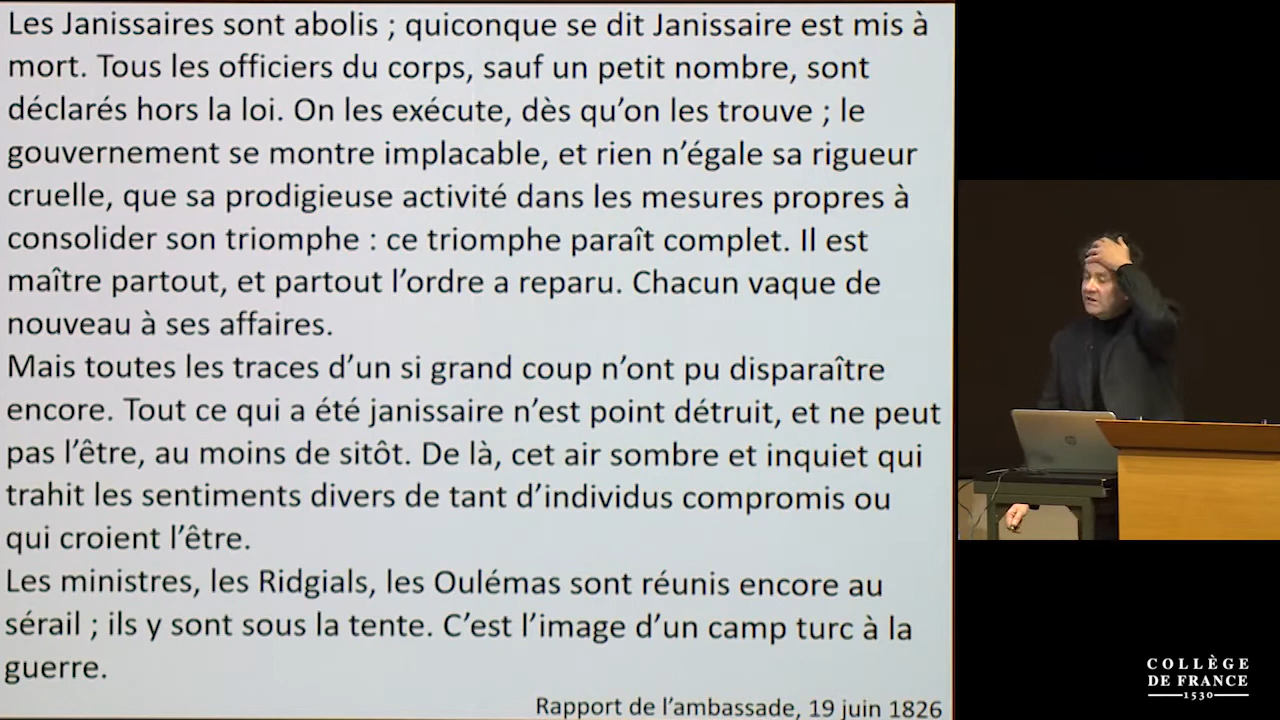 Les Janissaires sont abolis ; quiconque se dit Janissaire est mis à
mort. Tous les officiers du corps, sauf un petit nombre, sont
déclarés hors la loi. On les exécute, dès qu’on les trouve ; le
gouvernement se montre implacable, et rien n’égale sa rigueur
cruelle, que sa prodigieuse activité dans les mesures propres à
consolider son triomphe : ce triomphe paraît complet. Il est
maître partout, et partout l’ordre a reparu. Chacun vaque de
nouveau à ses affaires.
Mais toutes les traces d’un si grand coup n’ont pu disparaître
encore. Tout ce qui a été janissaire n’est point détruit, et ne peut
pas l’être, au moins de sitôt. De là, cet air sombre et inquiet qui
trahit les sentiments divers de tant d’individus compromis ou
qui croient l’être.
Les ministres, les Ridgials, les Oulémas sont réunis encore au
sérail ; ils y sont sous la tente. C’est l’image d’un camp turc à la
guerre.
Rapport de l’ambassade, 19 juin 1826
COLLÈGE
DE FRANCE
1530